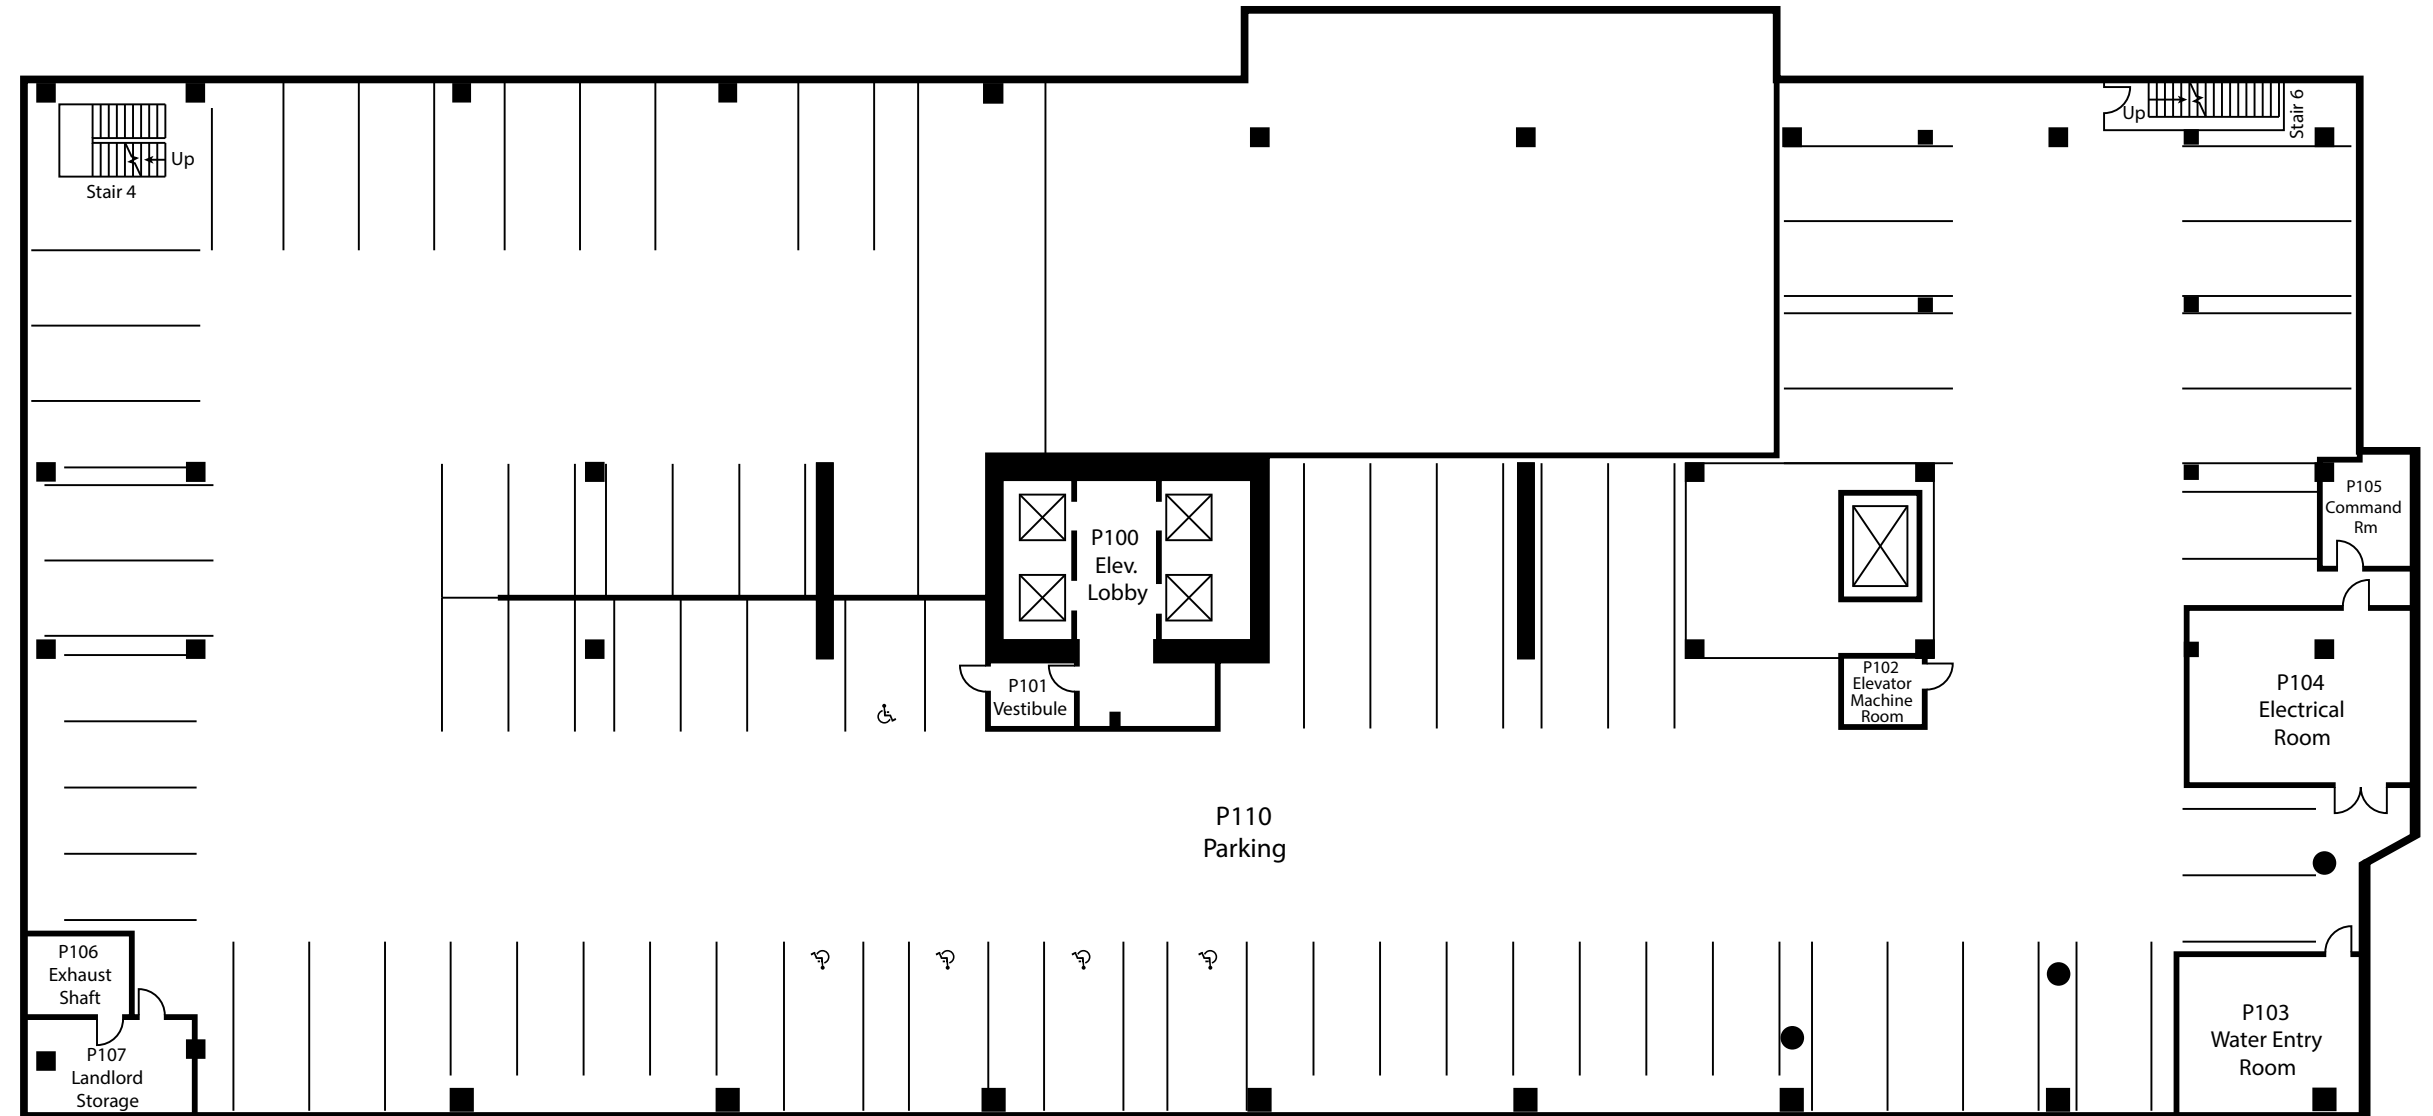 Up
Stair 6
Up
Stair 4
P105
Command
Rm
P100
Elev.
Lobby
P101
Vestibule
P102
Elevator
Machine
Room
P104
Electrical
Room
P110
Parking
P106
Exhaust
Shaft
P107
Landlord
Storage
P103
Water Entry
Room